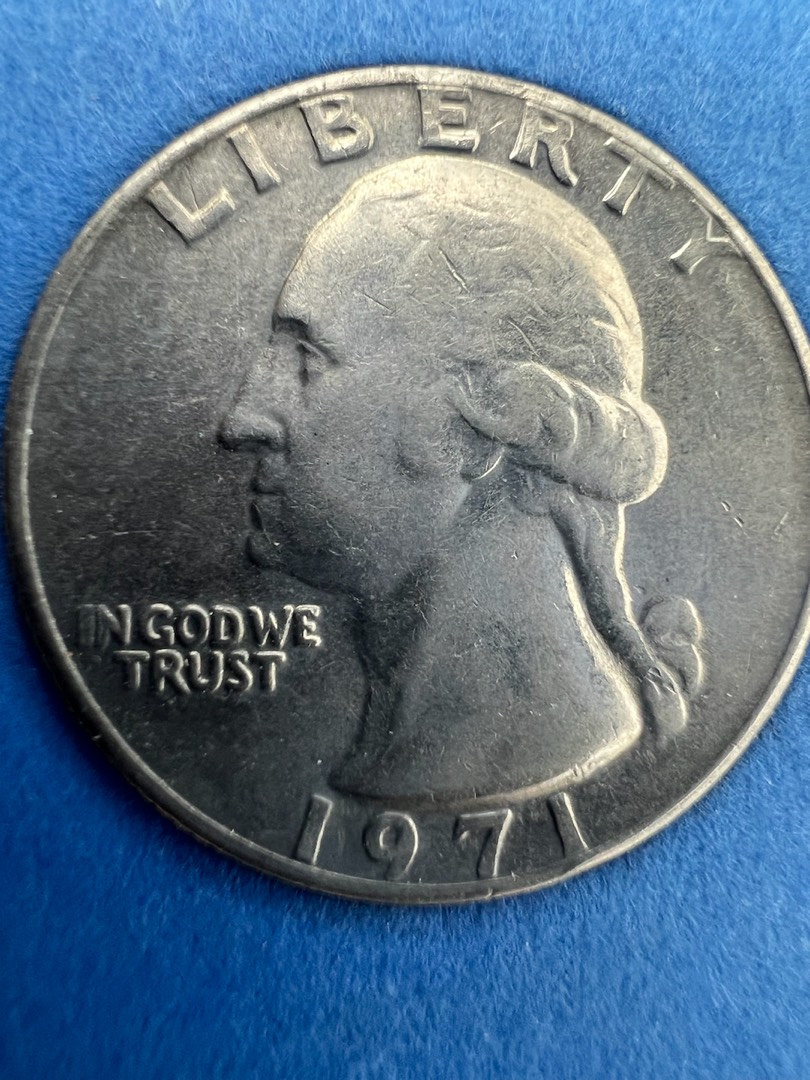 LIBERTY
IN GOD WE
TRUST
1971